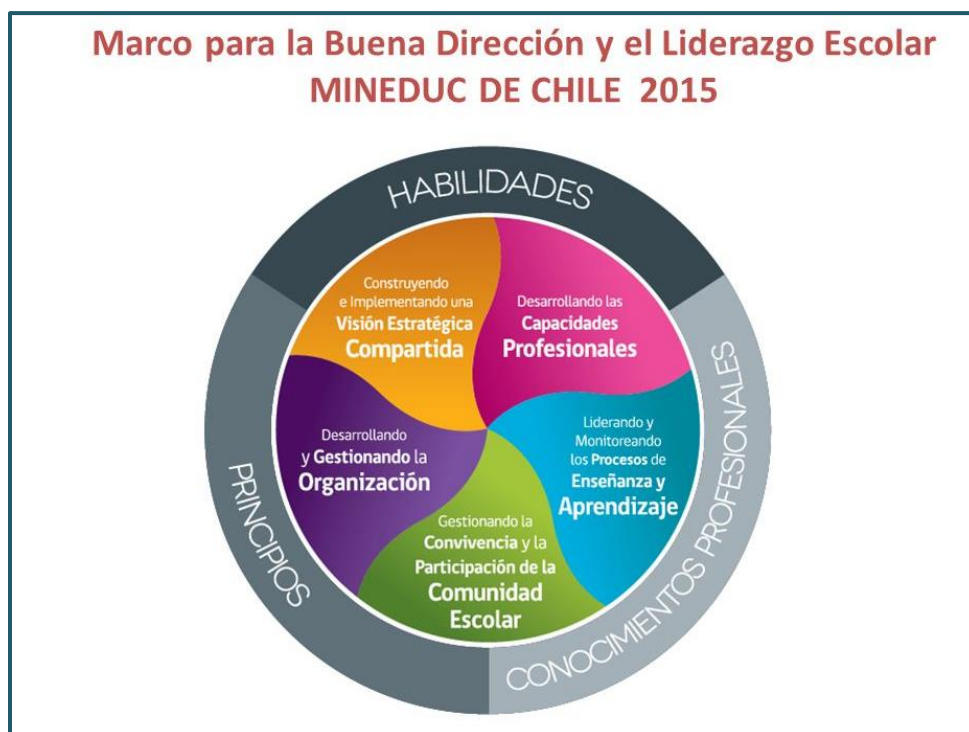 Marco para la Buena Dirección y el Liderazgo Escolar
MINEDUC DE CHILE 2015
HABILIDADES
Construyendo
e Implementando una
Visión Estratégica
Compartida
Desarrollando las
Capacidades
Profesionales
Desarrollando
y Gestionando la
Organización
Liderando y
Monitoreando
los Procesos de
Enseñanza y
Aprendizaje
Gestionando la
Convivencia y la
Participación de la
Comunidad
Escolar
PRINCIPIOS
CONOCIMIENTOS PROFESIONALES